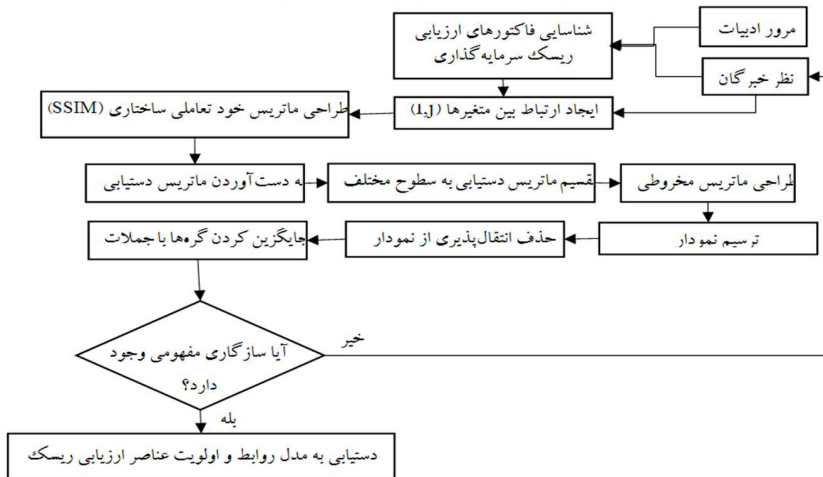 مرور ادبیات
نظر خبرگان
شناسایی فاکتورهای ارزیابی
ریسک سرمایه‌گذاری
ایجاد ارتباط بین متغیرها (I,J)
طراحی ماتریس خود تعاملی ساختاری (SSIM)
به دست‌آوردن ماتریس دستیابی
تقسیم ماتریس دستیابی به سطوح مختلف
طراحی ماتریس مخروطی
ترسیم نمودار
حذف انتقال‌پذیری از نمودار
جایگزین کردن گره‌ها با جملات
آیا سازگاری مفهومی وجود
دارد؟
خیر
بله
دستیابی به مدل روابط و اولویت عناصر ارزیابی ریسک